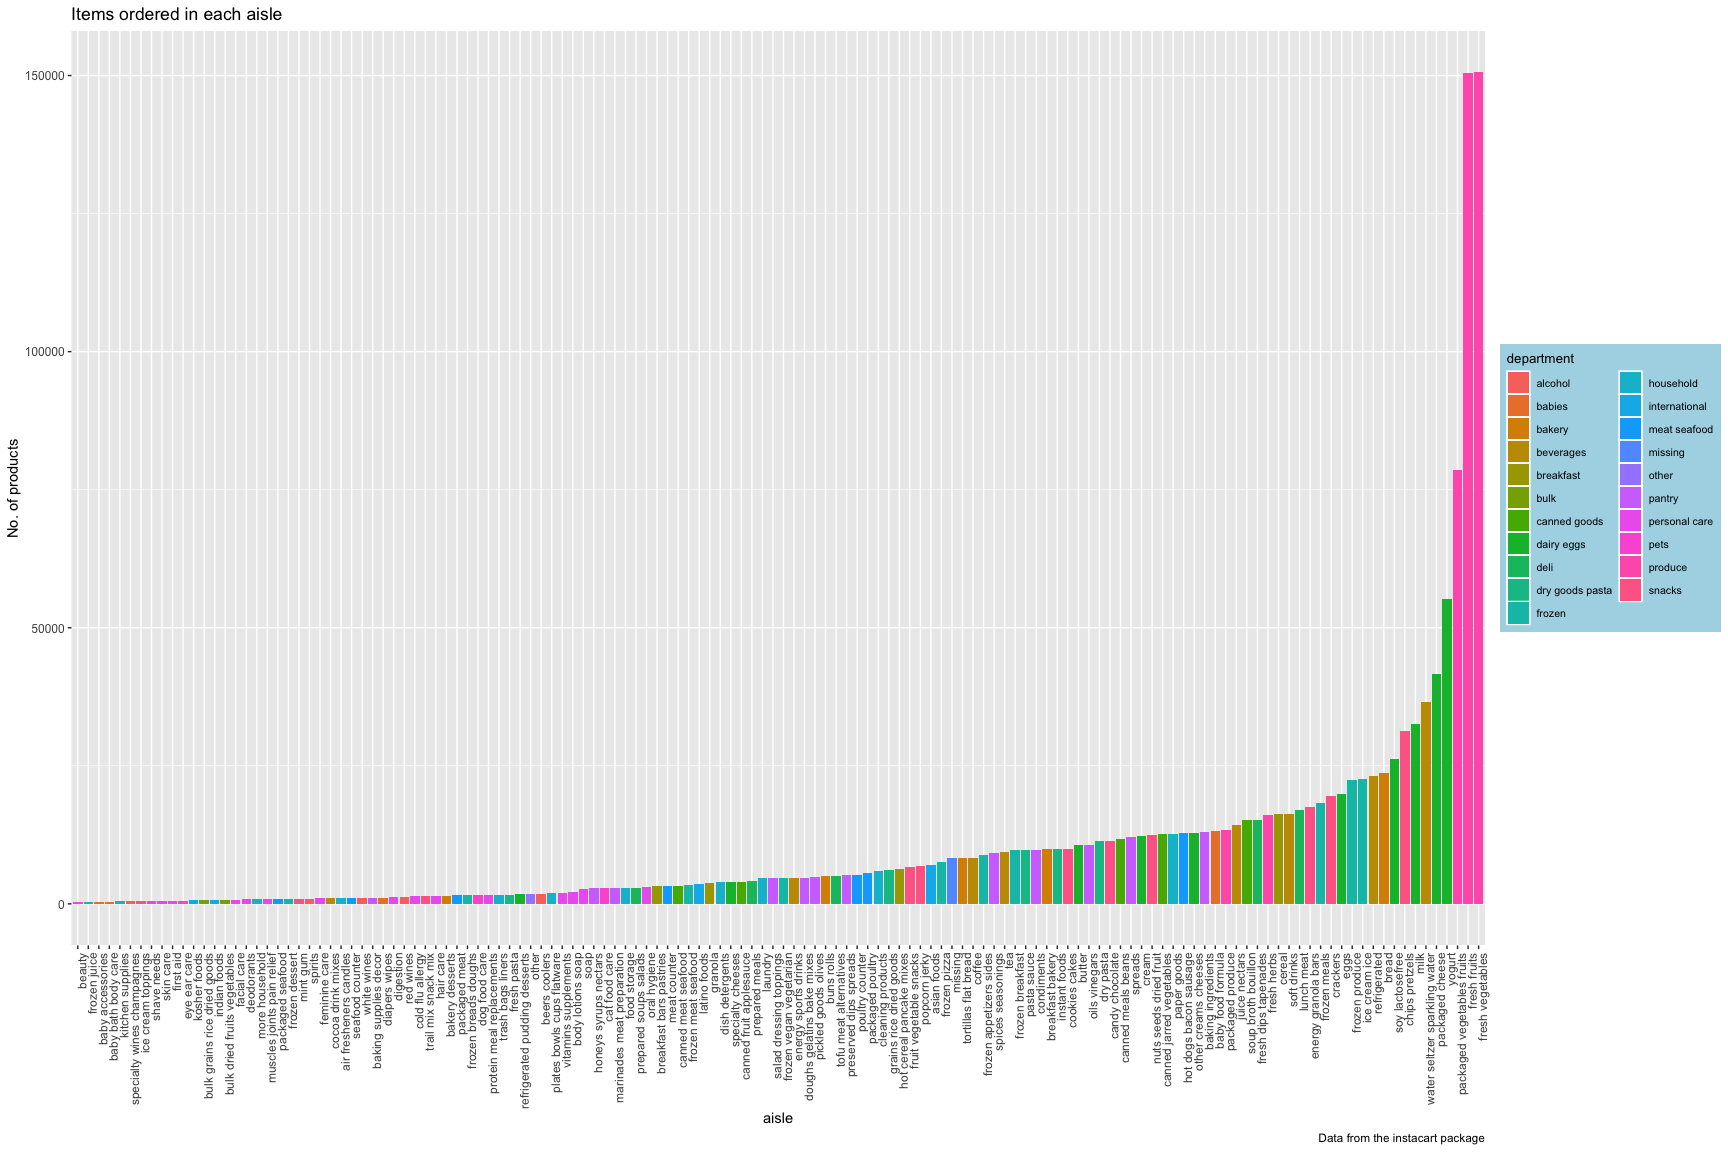 Items ordered in each aisle
No. of products
150000
100000
50000
0
beauty
frozen juice
baby accessories
baby bath body care
kitchen supplies
specialty wines champagnes
ice cream toppings
shave needs
skin care
first aid
eye ear care
kosher foods
bulk grains rice dried goods
indian foods
bulk dried fruits vegetables
facial care
deodorants
more household
muscles joints pain relief
packaged seafood
frozen dessert
mint gum
spirits
feminine care
cocoa drink mixes
air fresheners candles
seafood counter
white wines
baking supplies decor
diapers wipes
digestion
red wines
cold flu allergy
trail mix snack mix
hair care
bakery desserts
packaged meat
frozen breads doughs
dog food care
protein meal replacements
trash bags liners
fresh pasta
refrigerated pudding desserts
other
beers coolers
plates bowls cups flatware
vitamins supplements
body lotions soap
soap
honeys syrups nectars
cat food care
marinades meat preparation
food storage
prepared soups salads
oral hygiene
breakfast bars pastries
meat counter
canned meat seafood
frozen meat seafood
latino foods
granola
dish detergents
specialty cheeses
canned fruit applesauce
prepared meals
laundry
salad dressing toppings
frozen vegan vegetarian
energy sports drinks
doughs gelatins bake mixes
pickled goods olives
buns rolls
tofu meat alternatives
preserved dips spreads
poultry counter
packaged poultry
cleaning products
grains rice dried goods
hot cereal pancake mixes
fruit vegetable snacks
popcorn jerky
asian foods
frozen pizza
missing
tortillas flat bread
coffee
frozen appetizers sides
spices seasonings
tea
frozen breakfast
pasta sauce
condiments
breakfast bakery
instant foods
cookies cakes
butter
oils vinegars
dry pasta
candy chocolate
canned meals beans
spreads
cream
nuts seeds dried fruit
canned jarred vegetables
paper goods
hot dogs bacon sausage
other creams cheeses
baking ingredients
baby food formula
packaged produce
juice nectars
soup broth bouillon
fresh dips tapenades
fresh herbs
cereal
soft drinks
lunch meat
energy granola bars
frozen meals
crackers
eggs
frozen produce
ice cream ice
refrigerated
bread
soy lactosefree
chips pretzels
milk
water seltzer sparkling water
packaged cheese
yogurt
packaged vegetables fruits
fresh fruits
fresh vegetables
aisle
department
alcohol
babies
bakery
beverages
breakfast
bulk
canned goods
dairy eggs
deli
dry goods pasta
frozen
household
international
meat seafood
missing
other
pantry
personal care
pets
produce
snacks
Data from the instacart package